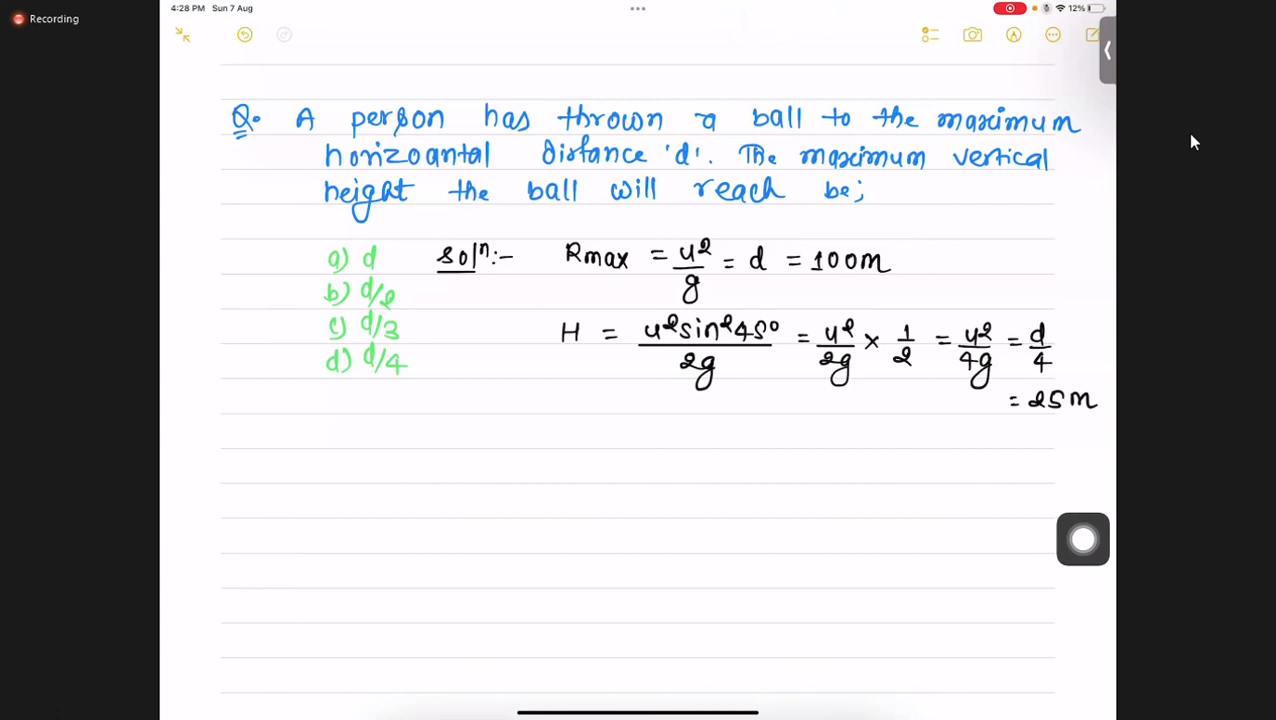 Recording
4:28 PM Sun 7 Aug
12%
Q. A person has thrown a ball to the maximum
horizoantal distance 'd'. The maximum vertical
height the ball will reach be;
a) d
b) d/2
c) d/3
d) d/4
Solⁿ:- Rmax = u²/g = d = 100m
H = u²sin²45°/2g = u²/2g × 1/2 = u²/4g = d/4
= 25m